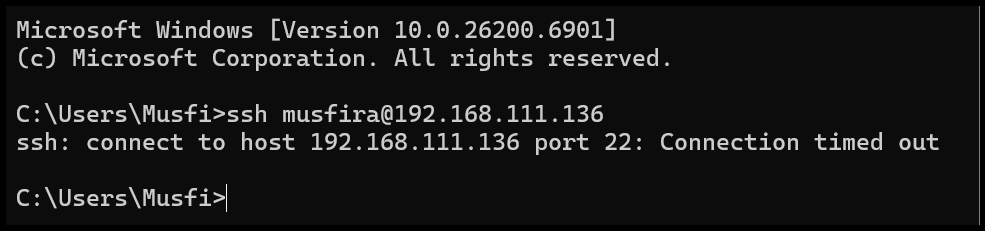 Microsoft Windows [Version 10.0.26200.6901]
(c) Microsoft Corporation. All rights reserved.
C:\Users\Musfi>ssh musfira@192.168.111.136
ssh: connect to host 192.168.111.136 port 22: Connection timed out
C:\Users\Musfi>